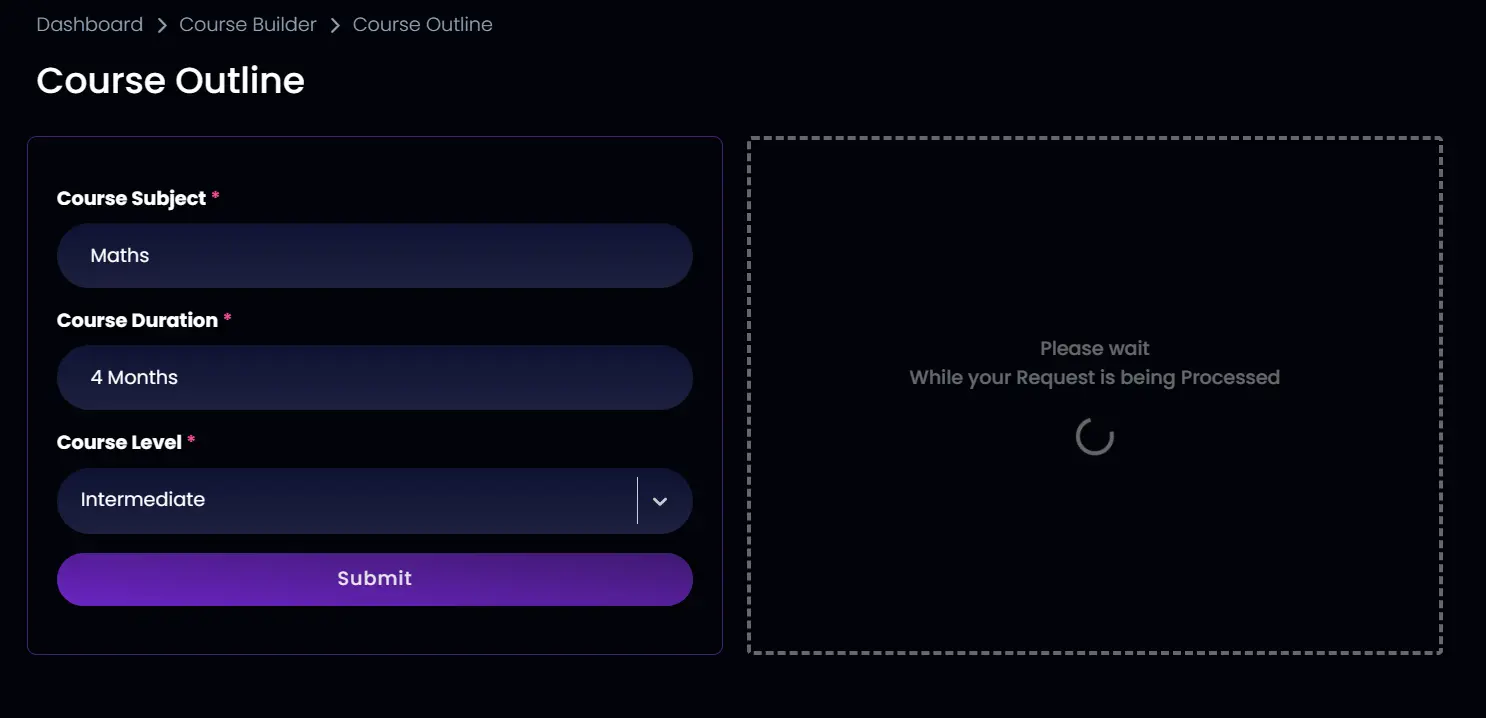 Dashboard > Course Builder > Course Outline
Course Outline
Course Subject *
Maths
Course Duration *
4 Months
Course Level *
Intermediate
Submit
Please wait
While your Request is being Processed